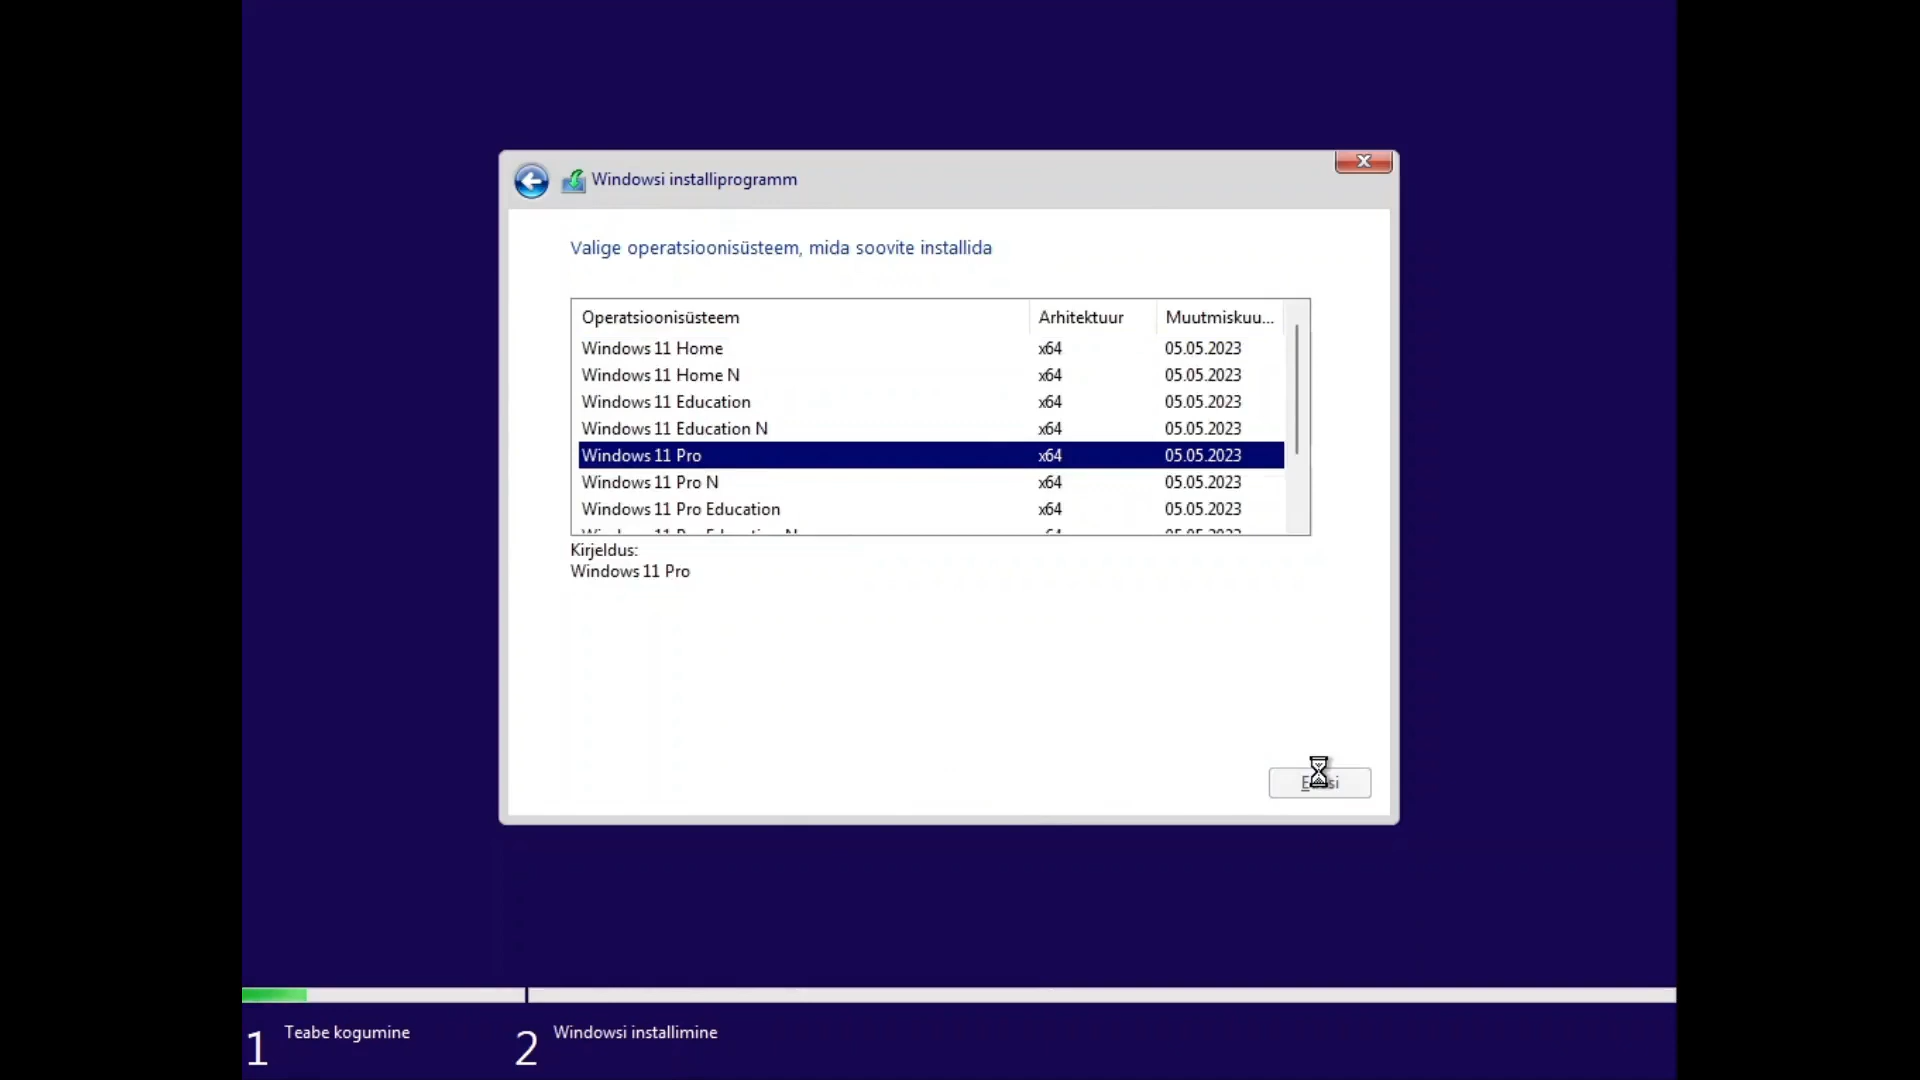 Windowsi installiprogramm
Valige operatsioonisüsteem, mida soovite installida
Operatsioonisüsteem Arhitektuur Muutmiskuu...
Windows 11 Home x64 05.05.2023
Windows 11 Home N x64 05.05.2023
Windows 11 Education x64 05.05.2023
Windows 11 Education N x64 05.05.2023
Windows 11 Pro x64 05.05.2023
Windows 11 Pro N x64 05.05.2023
Windows 11 Pro Education x64 05.05.2023
Kirjeldus:
Windows 11 Pro
1 Teabe kogumine
2 Windowsi installimine